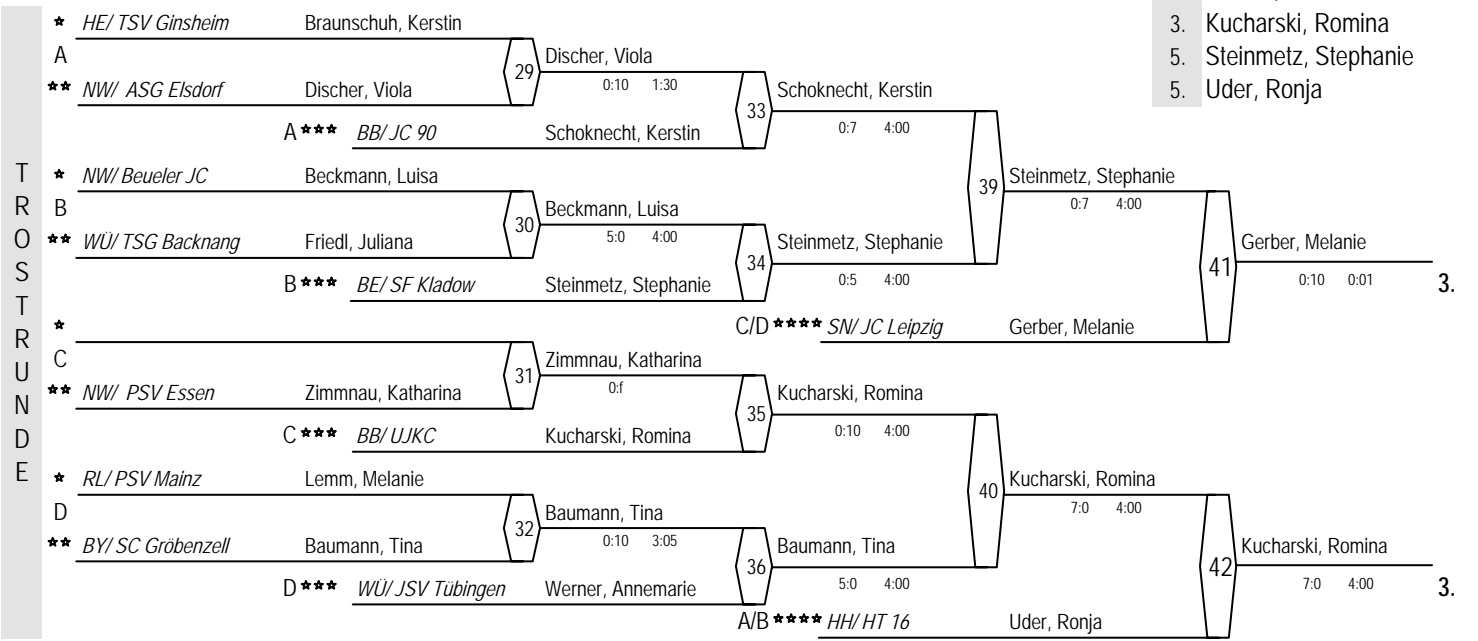 3. Kucharski, Romina
5. Steinmetz, Stephanie
5. Uder, Ronja
TROSTRUNDE
* HE/ TSV Ginsheim Braunschuh, Kerstin
A
** NW/ ASG Elsdorf Discher, Viola
29
Discher, Viola
0:10 1:30
A *** BB/ JC 90 Schoknecht, Kerstin
33
Schoknecht, Kerstin
0:7 4:00
* NW/ Beueler JC Beckmann, Luisa
B
** WÜ/ TSG Backnang Friedl, Juliana
30
Beckmann, Luisa
5:0 4:00
B *** BE/ SF Kladow Steinmetz, Stephanie
34
Steinmetz, Stephanie
0:5 4:00
39
Steinmetz, Stephanie
0:7 4:00
C/D **** SN/ JC Leipzig Gerber, Melanie
41
Gerber, Melanie
0:10 0:01 3.
*
C
** NW/ PSV Essen Zimmnau, Katharina
31
Zimmnau, Katharina
0:f
C *** BB/ UJKC Kucharski, Romina
35
Kucharski, Romina
0:10 4:00
* RL/ PSV Mainz Lemm, Melanie
D
** BY/ SC Gröbenzell Baumann, Tina
32
Baumann, Tina
0:10 3:05
D *** WÜ/ JSV Tübingen Werner, Annemarie
36
Baumann, Tina
5:0 4:00
40
Kucharski, Romina
7:0 4:00
A/B **** HH/ HT 16 Uder, Ronja
42
Kucharski, Romina
7:0 4:00 3.